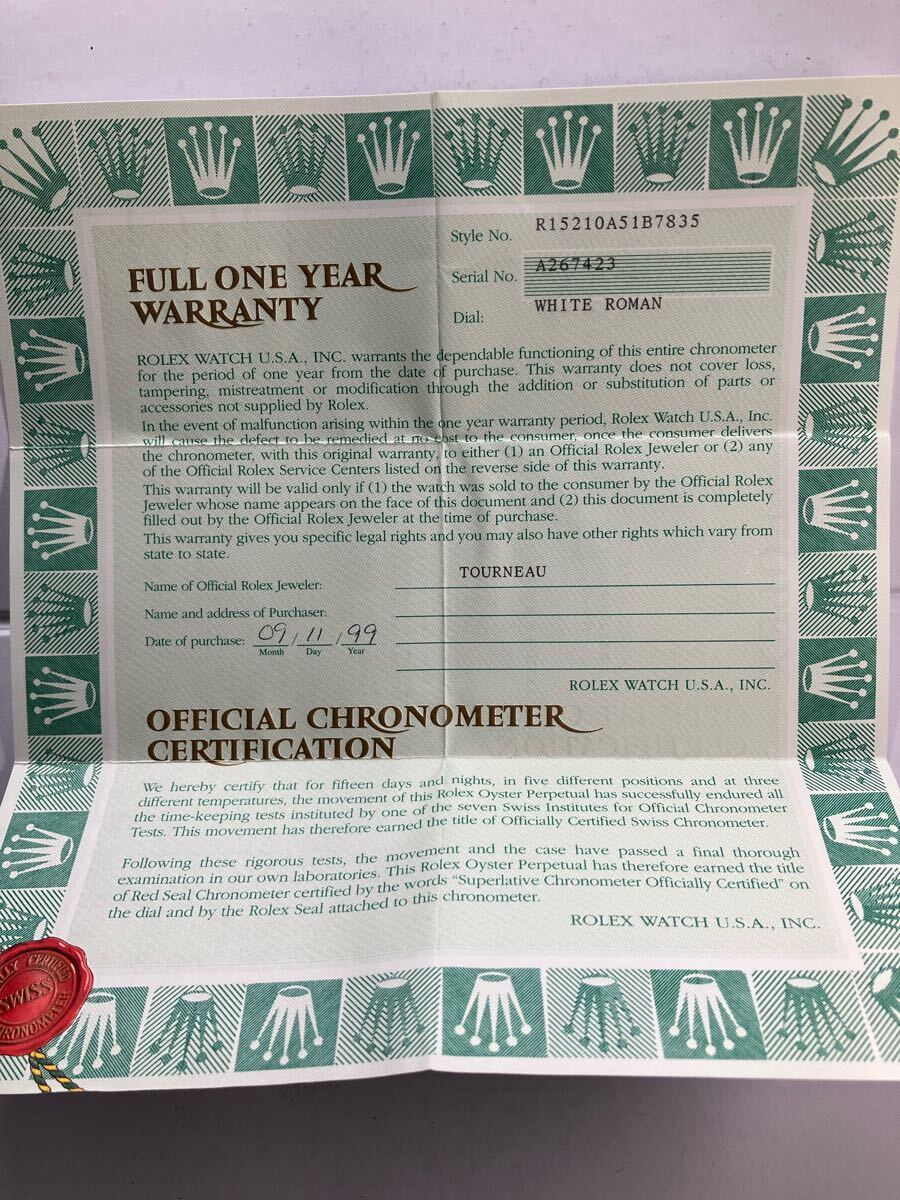 Style No. R15210A51B7835
Serial No. A267423
Dial: WHITE ROMAN
FULL ONE YEAR
WARRANTY
ROLEX WATCH U.S.A., INC. warrants the dependable functioning of this entire chronometer
for the period of one year from the date of purchase. This warranty does not cover loss,
tampering, mistreatment or modification through the addition or substitution of parts or
accessories not supplied by Rolex.
In the event of malfunction arising within the one year warranty period, Rolex Watch U.S.A., Inc.
will cause the defect to be remedied at no cost to the consumer, once the consumer delivers
the chronometer, with this original warranty, to either (1) an Official Rolex Jeweler or (2) any
of the Official Rolex Service Centers listed on the reverse side of this warranty.
This warranty will be valid only if (1) the watch was sold to the consumer by the Official Rolex
Jeweler whose name appears on the face of this document and (2) this document is completely
filled out by the Official Rolex Jeweler at the time of purchase.
This warranty gives you specific legal rights and you may also have other rights which vary from
state to state.
Name of Official Rolex Jeweler: TOURNEAU
Name and address of Purchaser:
Date of purchase: 09 / 11 / 99
Month Day Year
ROLEX WATCH U.S.A., INC.
OFFICIAL CHRONOMETER
CERTIFICATION
We hereby certify that for fifteen days and nights, in five different positions and at three
different temperatures, the movement of this Rolex Oyster Perpetual has successfully endured all
the time-keeping tests instituted by one of the seven Swiss Institutes for Official Chronometer
Tests. This movement has therefore earned the title of Officially Certified Swiss Chronometer.
Following these rigorous tests, the movement and the case have passed a final thorough
examination in our own laboratories. This Rolex Oyster Perpetual has therefore earned the title
of Red Seal Chronometer certified by the words “Superlative Chronometer Officially Certified” on
the dial and by the Rolex Seal attached to this chronometer.
ROLEX WATCH U.S.A., INC.
CERTIFIED
SWISS